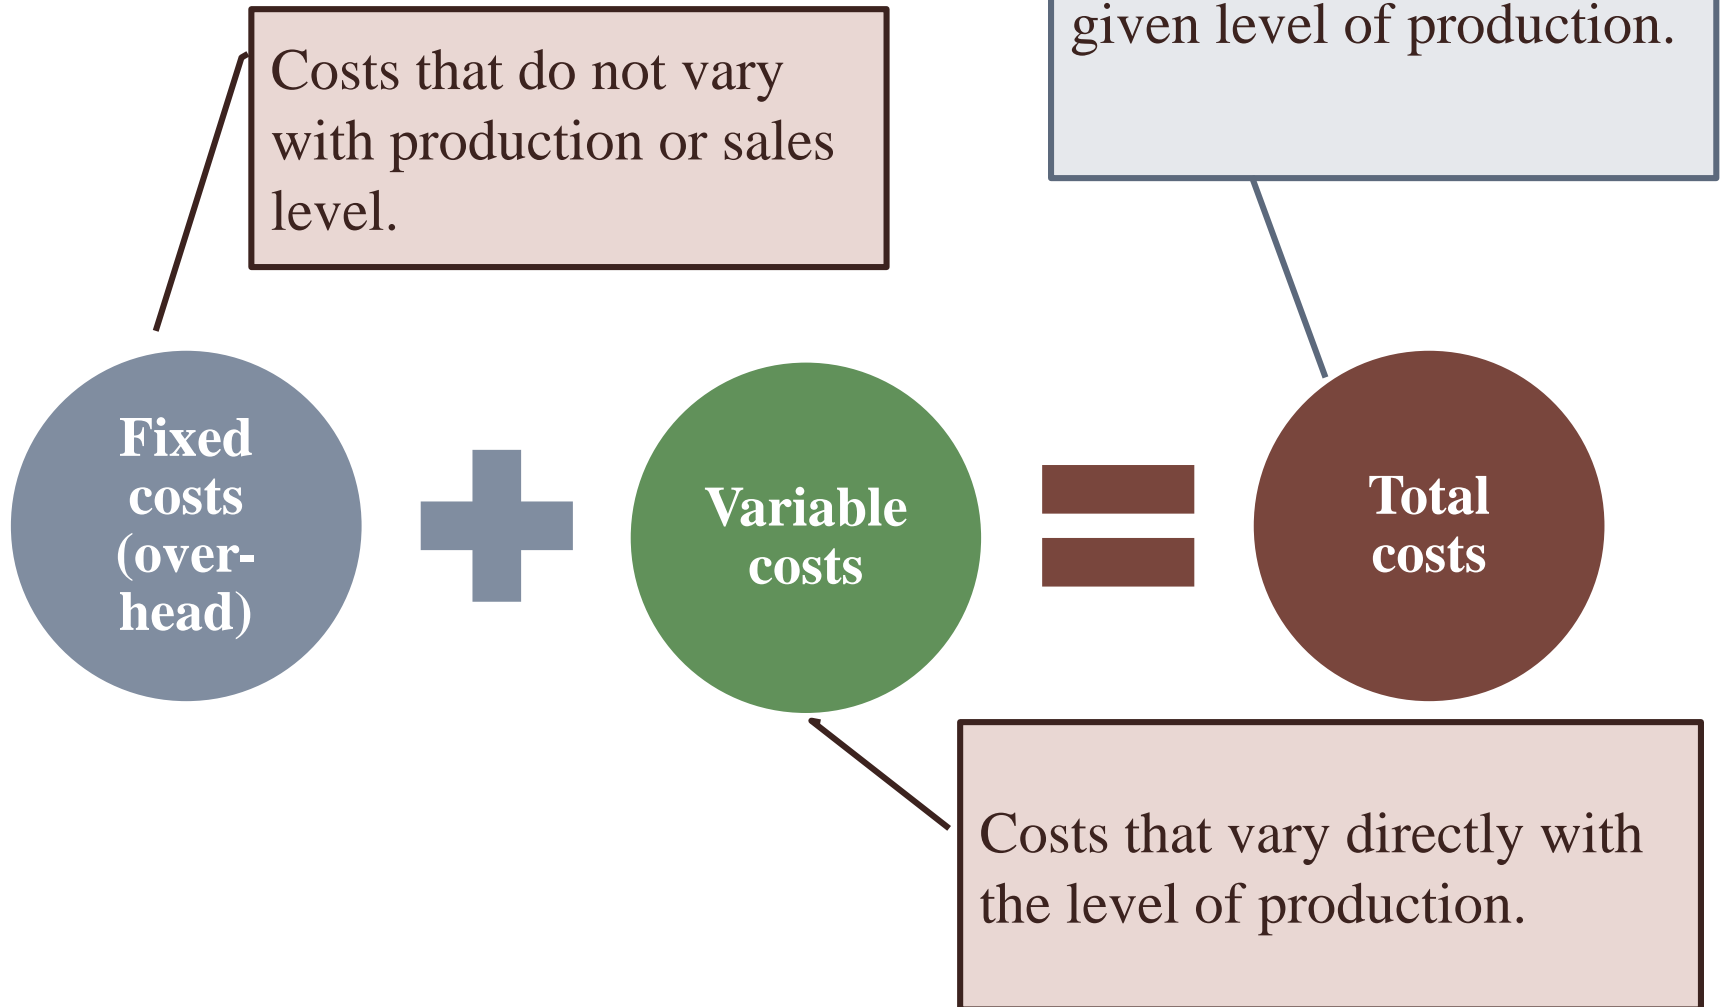 given level of production.
Costs that do not vary
with production or sales
level.
Fixed
costs
(over-
head)
Variable
costs
Total
costs
Costs that vary directly with
the level of production.